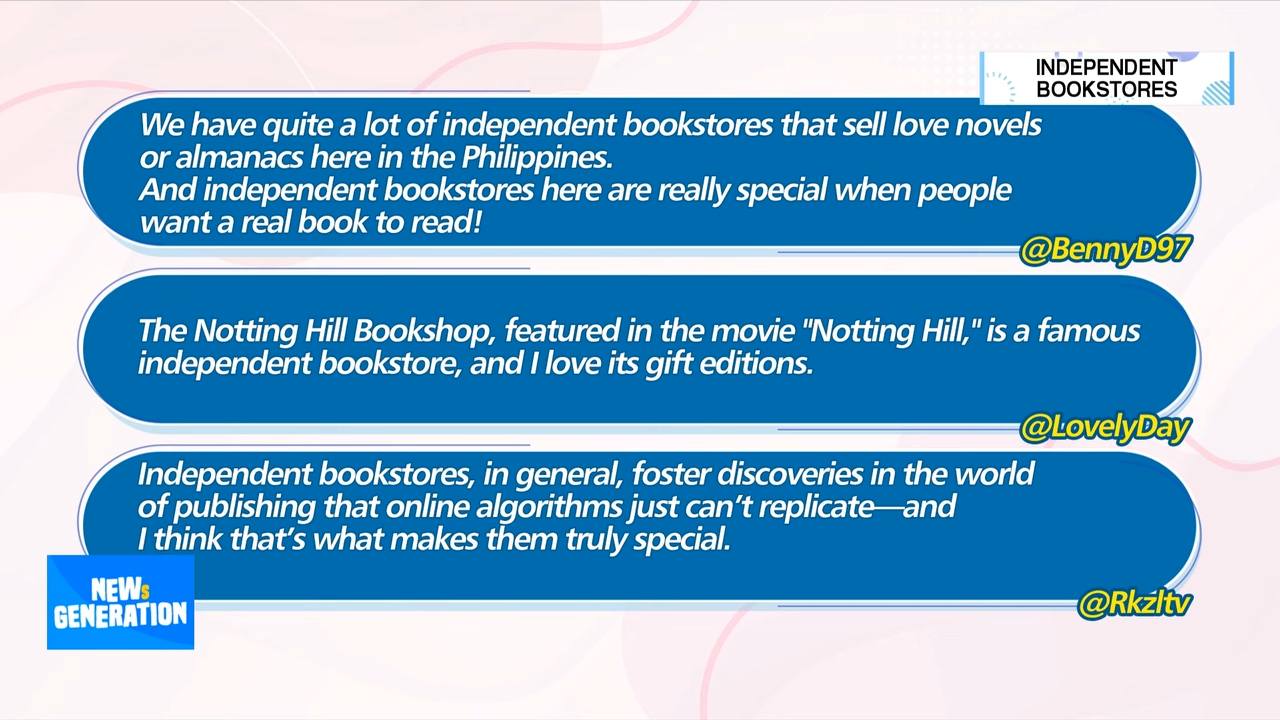 INDEPENDENT
BOOKSTORES
We have quite a lot of independent bookstores that sell love novels
or almanacs here in the Philippines.
And independent bookstores here are really special when people
want a real book to read!
@BennyD97
The Notting Hill Bookshop, featured in the movie "Notting Hill," is a famous
independent bookstore, and I love its gift editions.
@LovelyDay
Independent bookstores, in general, foster discoveries in the world
of publishing that online algorithms just can’t replicate—and
I think that’s what makes them truly special.
@Rkzltv
NEWs
GENERATION